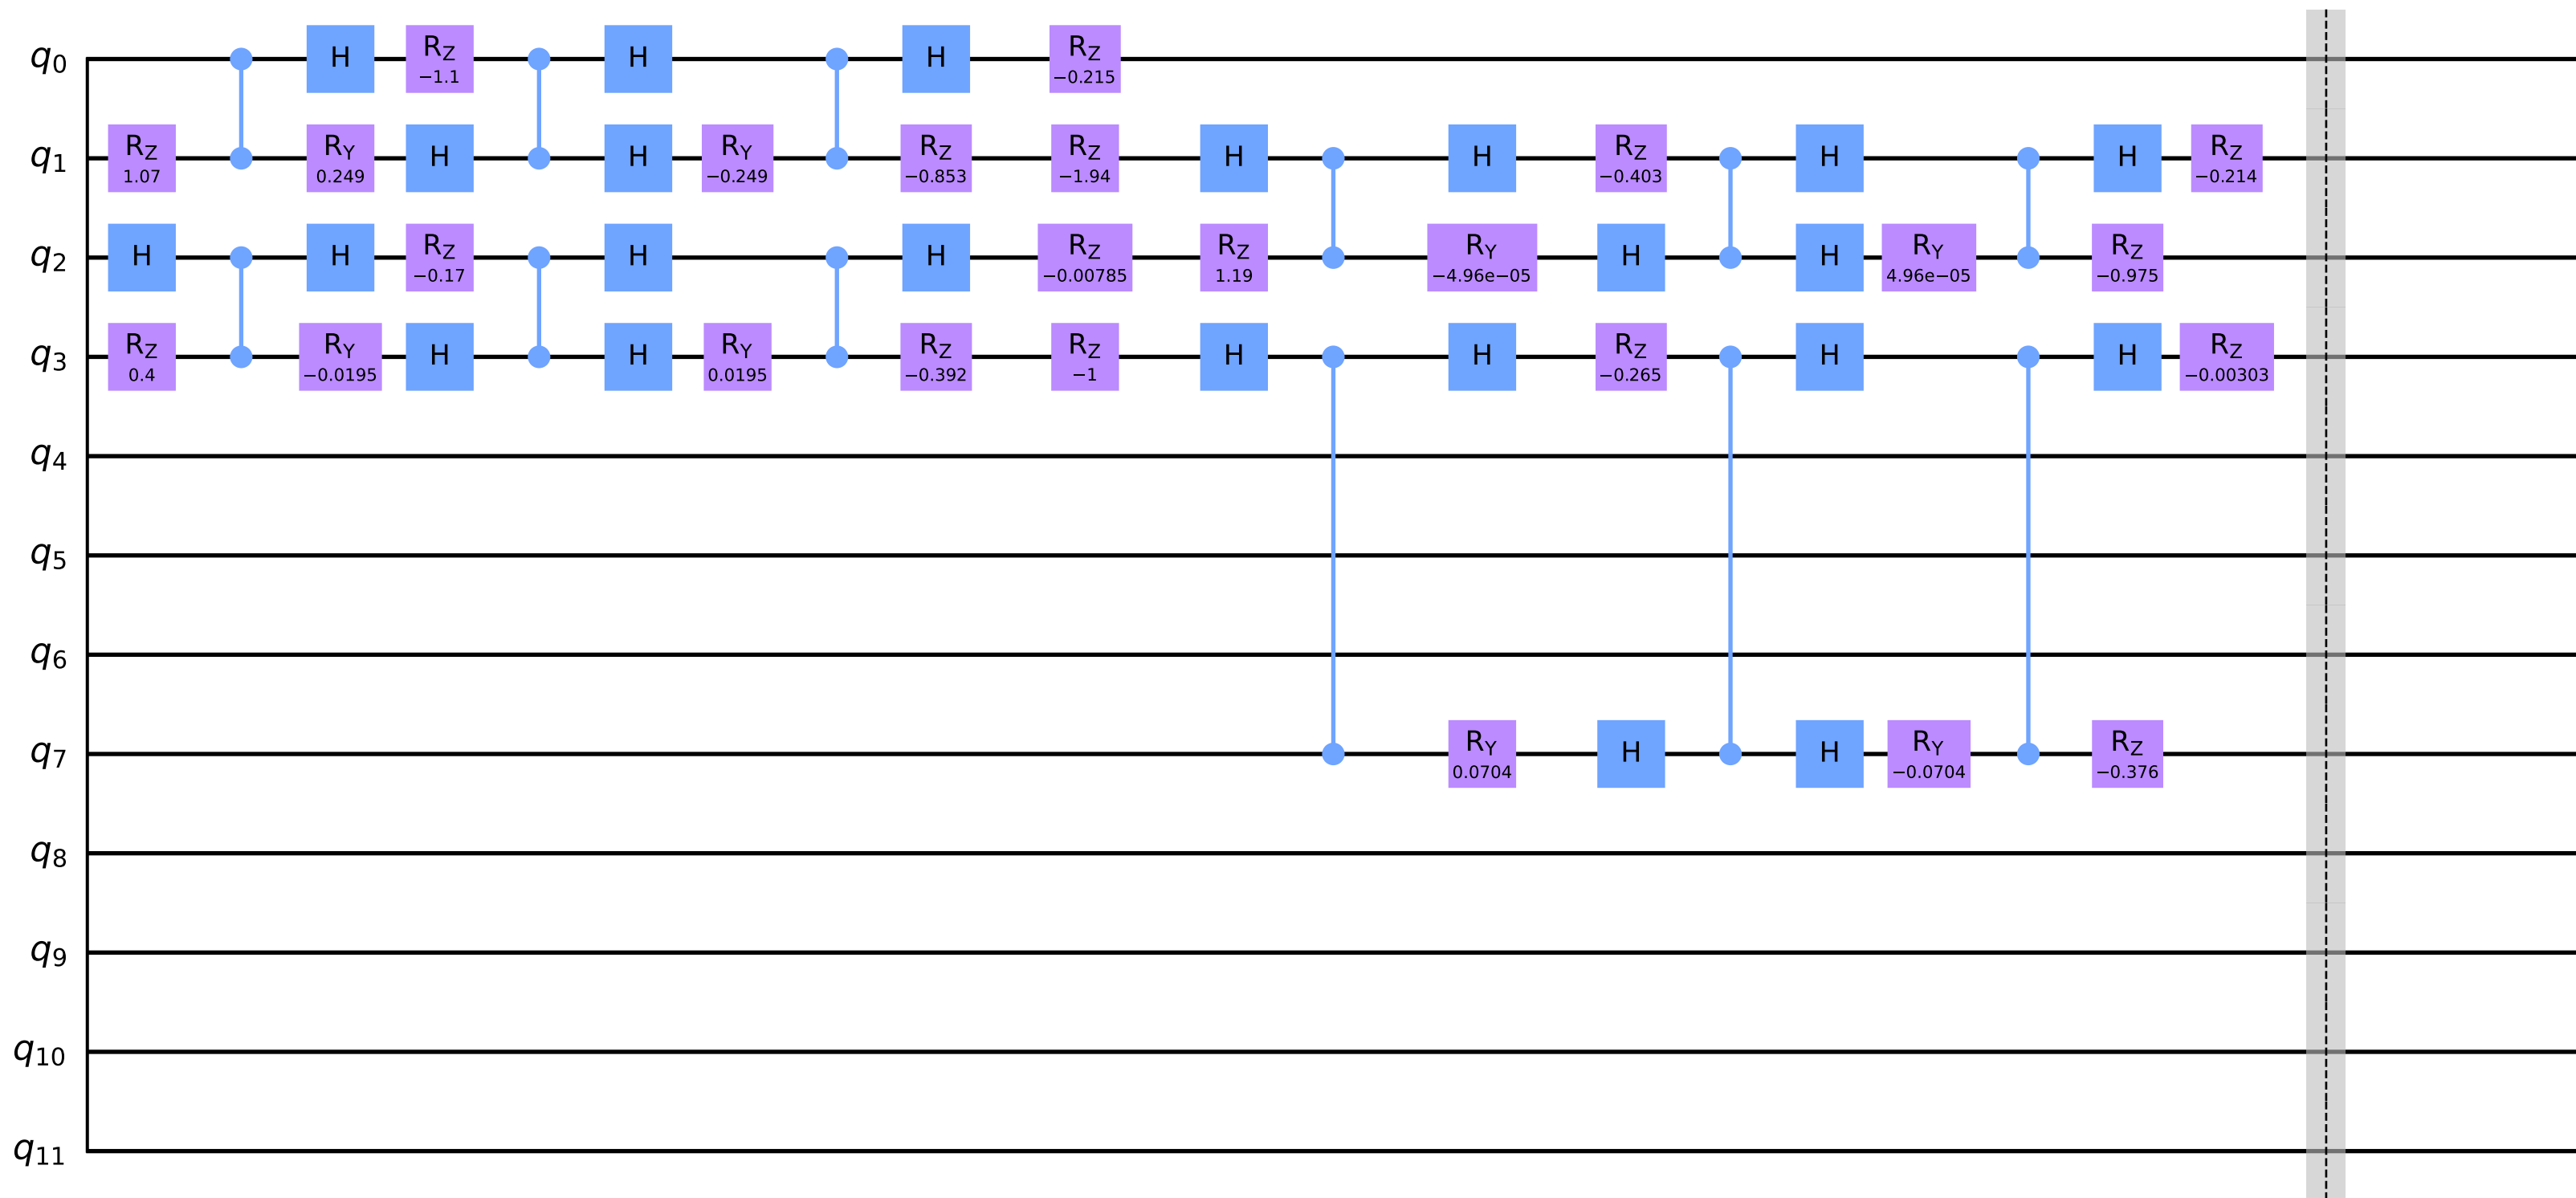 q0 H RZ −1.1 H H RZ −0.215
q1 RZ 1.07 RY 0.249 H H RY −0.249 RZ −0.853 RZ −1.94 H H RZ −0.403 H H RZ −0.214
q2 H H RZ −0.17 H H RZ −0.00785 RZ 1.19 RY −4.96e−05 H H RY 4.96e−05 RZ −0.975
q3 RZ 0.4 RY −0.0195 H H RY 0.0195 RZ −0.392 RZ −1 H H RZ −0.265 H H RZ −0.00303
q4
q5
q6
q7 RY 0.0704 H H RY −0.0704 RZ −0.376
q8
q9
q10
q11